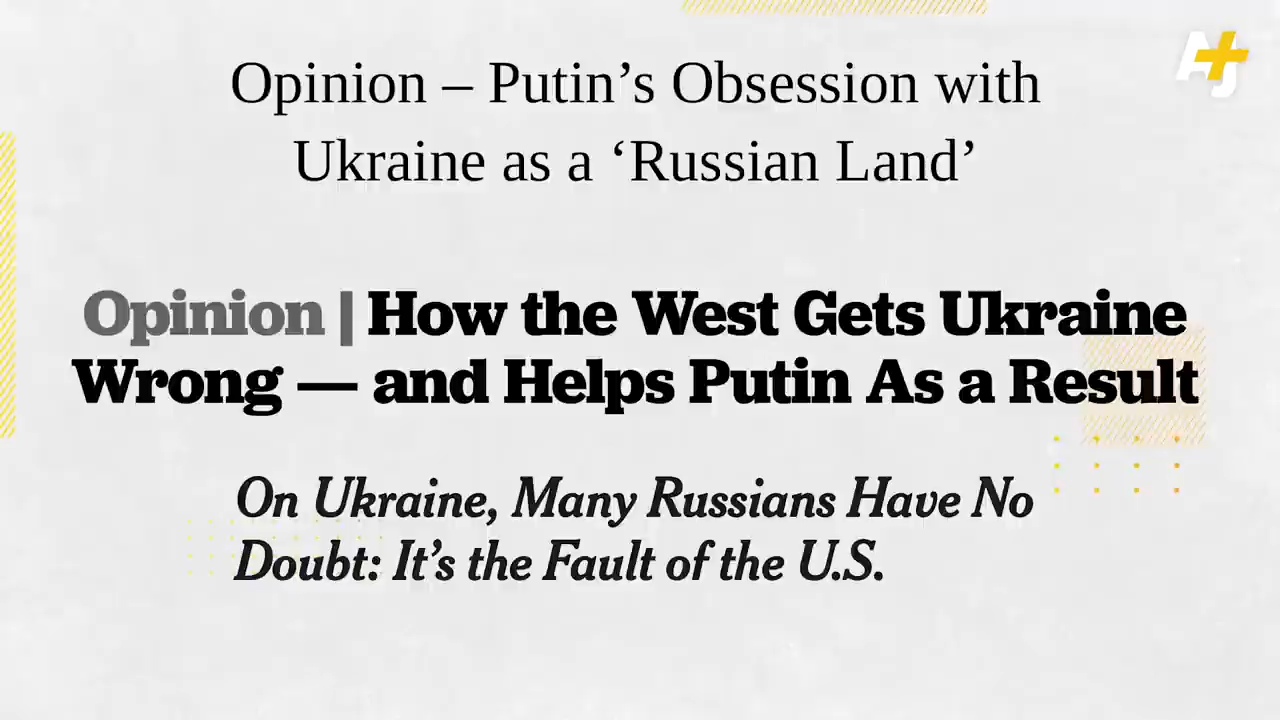 AJ+
Opinion – Putin’s Obsession with
Ukraine as a ‘Russian Land’
Opinion | How the West Gets Ukraine
Wrong — and Helps Putin As a Result
On Ukraine, Many Russians Have No
Doubt: It’s the Fault of the U.S.